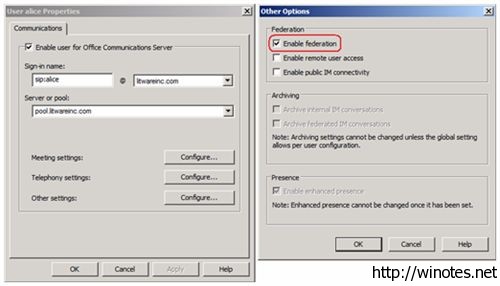 User alice Properties
Communications
Enable user for Office Communications Server
Sign-in name:
sip:alice @ litwareinc.com
Server or pool:
pool.litwareinc.com
Meeting settings: Configure...
Telephony settings: Configure...
Other settings: Configure...
OK Cancel Apply Help
Other Options
Federation
Enable federation
Enable remote user access
Enable public IM connectivity
Archiving
Archive internal IM conversations
Archive federated IM conversations
Note: Archiving settings cannot be changed unless the global setting
allows per user configuration.
Presence
Enable enhanced presence
Note: Enhanced presence cannot be changed once it has been set.
OK Cancel Help
http://winotes.net